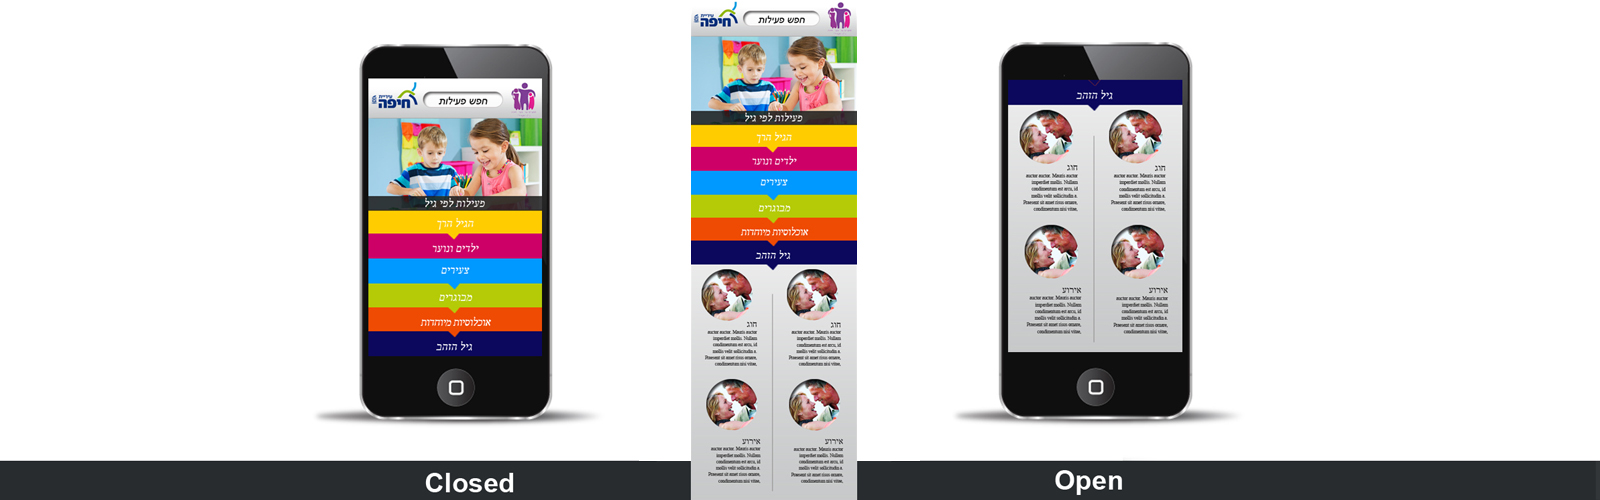 עיריית
חיפה
חפש פעילות
פעילות לפי גיל
הגיל הרך
ילדים ונוער
צעירים
מבוגרים
אוכלוסיות מיוחדות
גיל הזהב
Closed
עיריית
חיפה
חפש פעילות
פעילות לפי גיל
הגיל הרך
ילדים ונוער
צעירים
מבוגרים
אוכלוסיות מיוחדות
גיל הזהב
חוג
auctor auctor. Mauris auctor
imperdiet mollis. Nullam
condimentum est arcu, id
mollis velit sollicitudin a.
Praesent sit amet risus ornare,
condimentum nisi vitae,
חוג
auctor auctor. Mauris auctor
imperdiet mollis. Nullam
condimentum est arcu, id
mollis velit sollicitudin a.
Praesent sit amet risus ornare,
condimentum nisi vitae,
אירוע
auctor auctor. Mauris auctor
imperdiet mollis. Nullam
condimentum est arcu, id
mollis velit sollicitudin a.
Praesent sit amet risus ornare,
condimentum nisi vitae,
אירוע
auctor auctor. Mauris auctor
imperdiet mollis. Nullam
condimentum est arcu, id
mollis velit sollicitudin a.
Praesent sit amet risus ornare,
condimentum nisi vitae,
גיל הזהב
חוג
auctor auctor. Mauris auctor
imperdiet mollis. Nullam
condimentum est arcu, id
mollis velit sollicitudin a.
Praesent sit amet risus ornare,
condimentum nisi vitae,
חוג
auctor auctor. Mauris auctor
imperdiet mollis. Nullam
condimentum est arcu, id
mollis velit sollicitudin a.
Praesent sit amet risus ornare,
condimentum nisi vitae,
אירוע
auctor auctor. Mauris auctor
imperdiet mollis. Nullam
condimentum est arcu, id
mollis velit sollicitudin a.
Praesent sit amet risus ornare,
condimentum nisi vitae,
אירוע
auctor auctor. Mauris auctor
imperdiet mollis. Nullam
condimentum est arcu, id
mollis velit sollicitudin a.
Praesent sit amet risus ornare,
condimentum nisi vitae,
Open